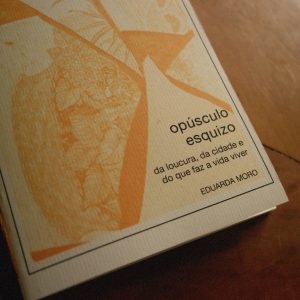 opúsculo
esquizo
da loucura, da cidade e
do que faz a vida viver
EDUARDA MORO